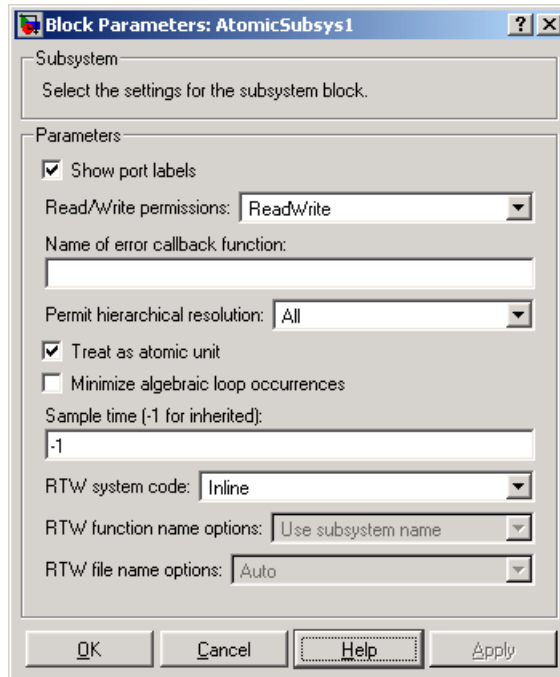 Block Parameters: AtomicSubsys1
Subsystem
Select the settings for the subsystem block.
Parameters
Show port labels
Read/Write permissions: ReadWrite
Name of error callback function:
Permit hierarchical resolution: All
Treat as atomic unit
Minimize algebraic loop occurrences
Sample time (-1 for inherited):
-1
RTW system code: Inline
RTW function name options: Use subsystem name
RTW file name options: Auto
OK Cancel Help Apply